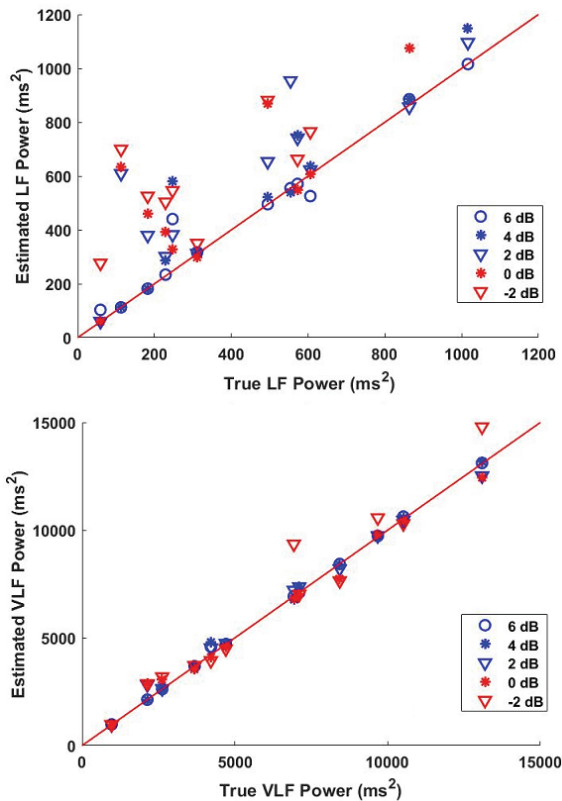 1200
1000
800
600
400
200
0
Estimated LF Power (ms²)
6 dB
4 dB
2 dB
0 dB
-2 dB
0 200 400 600 800 1000 1200
True LF Power (ms²)
15000
10000
5000
0
Estimated VLF Power (ms²)
6 dB
4 dB
2 dB
0 dB
-2 dB
0 5000 10000 15000
True VLF Power (ms²)